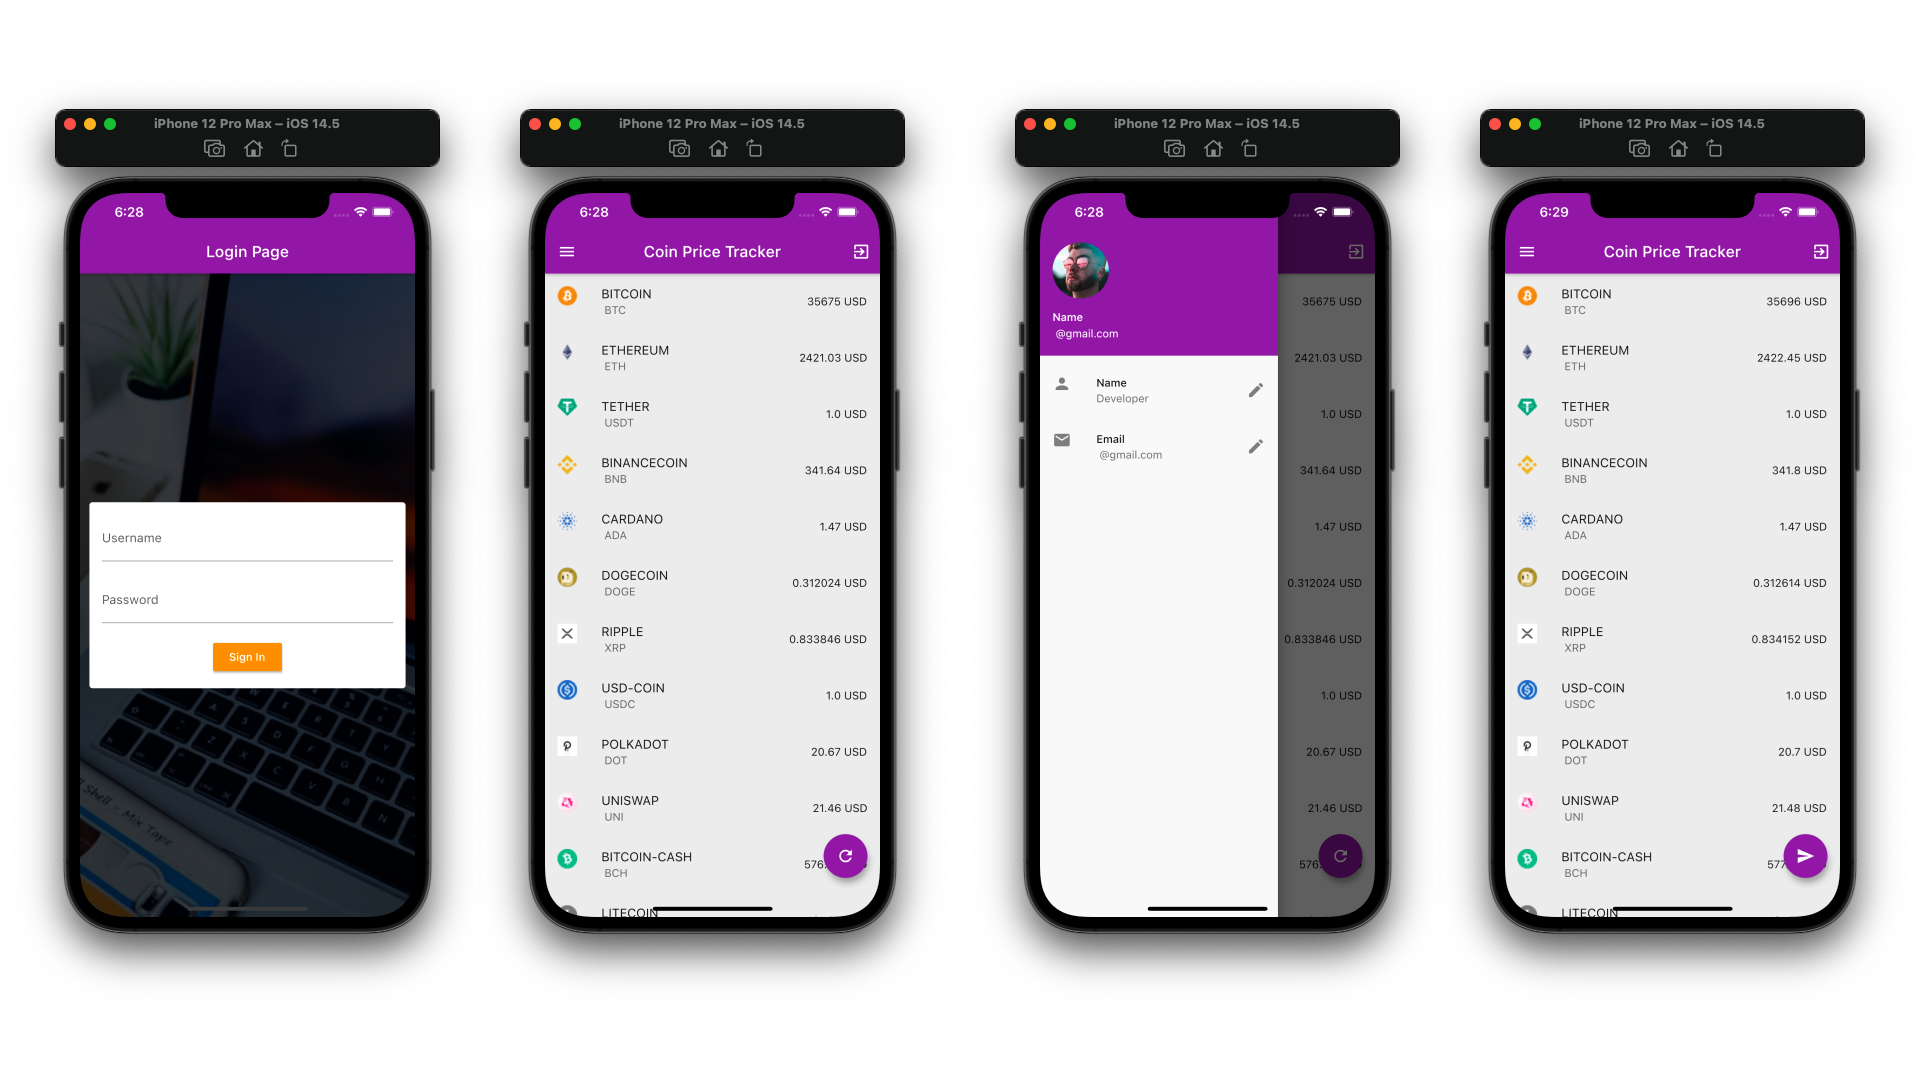 iPhone 12 Pro Max – iOS 14.5
6:28
Login Page
Username
Password
Sign In
Shell - Mix Tape
iPhone 12 Pro Max – iOS 14.5
6:28
Coin Price Tracker
BITCOIN
35675 USD
BTC
ETHEREUM
2421.03 USD
ETH
TETHER
1.0 USD
USDT
BINANCECOIN
341.64 USD
BNB
CARDANO
1.47 USD
ADA
DOGECOIN
0.312024 USD
DOGE
RIPPLE
0.833846 USD
XRP
USD-COIN
1.0 USD
USDC
POLKADOT
20.67 USD
DOT
UNISWAP
21.46 USD
UNI
BITCOIN-CASH
576.
BCH
LITECOIN
iPhone 12 Pro Max – iOS 14.5
6:28
Name
@gmail.com
Name
Developer
Email
@gmail.com
35675 USD
2421.03 USD
1.0 USD
341.64 USD
1.47 USD
0.312024 USD
0.833846 USD
1.0 USD
20.67 USD
21.46 USD
576.
iPhone 12 Pro Max – iOS 14.5
6:29
Coin Price Tracker
BITCOIN
35696 USD
BTC
ETHEREUM
2422.45 USD
ETH
TETHER
1.0 USD
USDT
BINANCECOIN
341.8 USD
BNB
CARDANO
1.47 USD
ADA
DOGECOIN
0.312614 USD
DOGE
RIPPLE
0.834152 USD
XRP
USD-COIN
1.0 USD
USDC
POLKADOT
20.7 USD
DOT
UNISWAP
21.48 USD
UNI
BITCOIN-CASH
577
BCH
LITECOIN